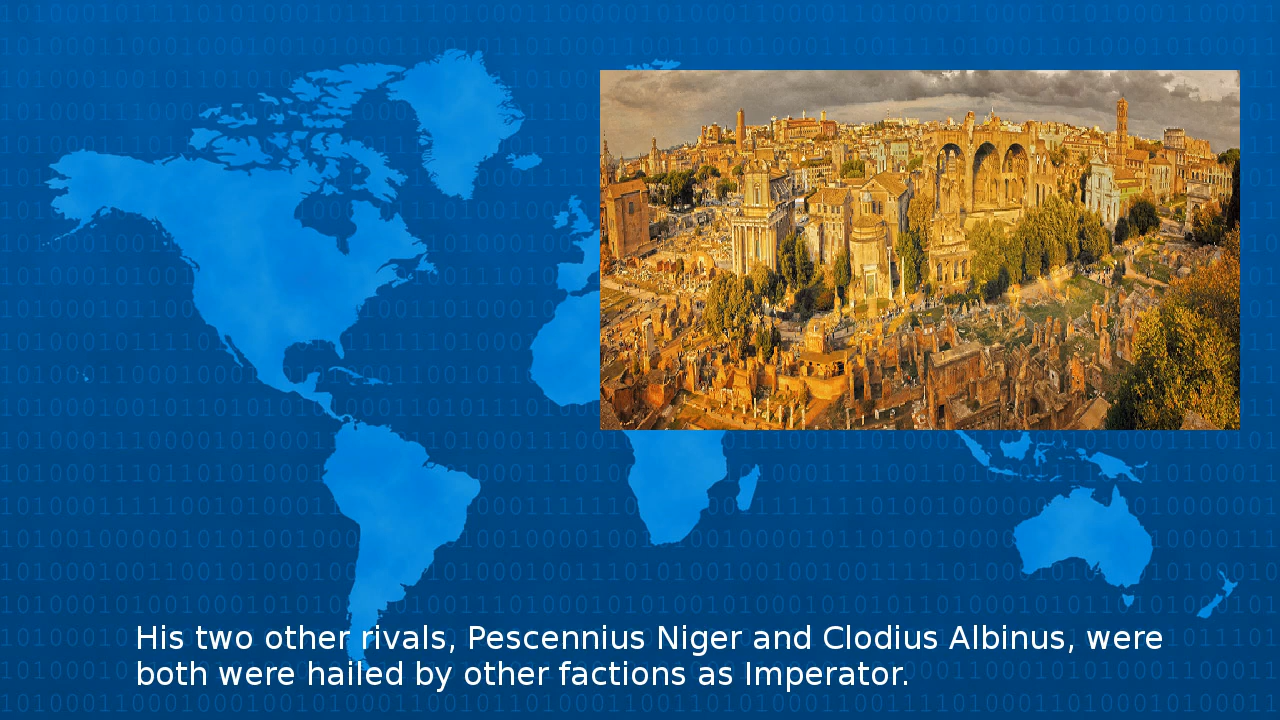 His two other rivals, Pescennius Niger and Clodius Albinus, were
both were hailed by other factions as Imperator.